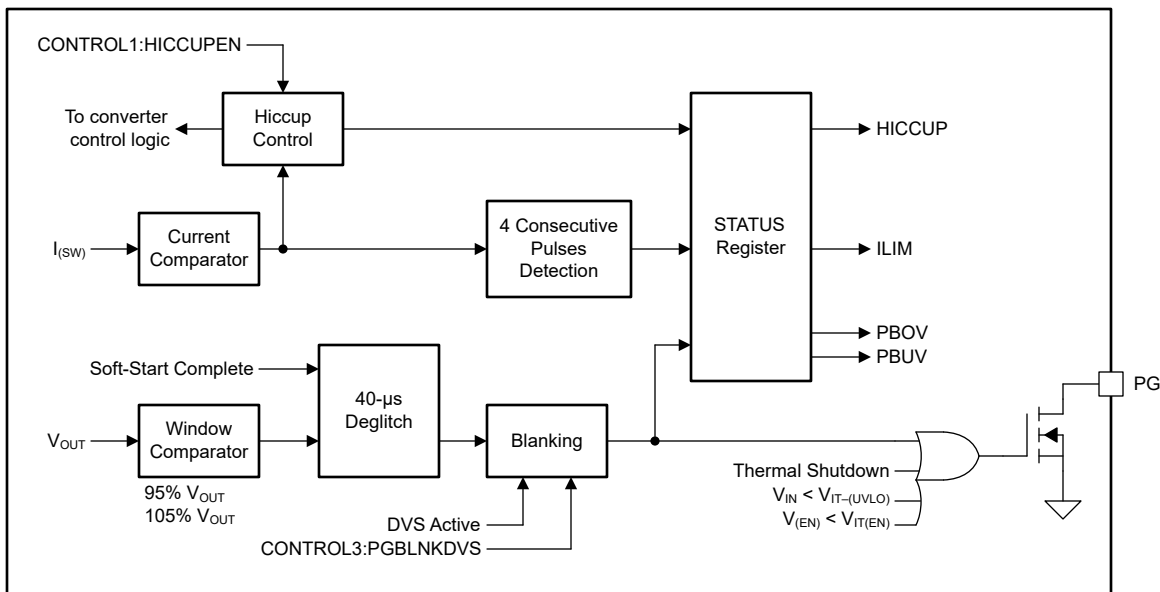 CONTROL1:HICCUPEN
To converter
control logic
Hiccup
Control
HICCUP
I(SW)
Current
Comparator
4 Consecutive
Pulses
Detection
STATUS
Register
ILIM
PBOV
PBUV
Soft-Start Complete
40-μs
Deglitch
PG
VOUT
Window
Comparator
Blanking
95% VOUT
105% VOUT
Thermal Shutdown
VIN < VIT–(UVLO)
V(EN) < VIT(EN)
DVS Active
CONTROL3:PGBLNKDVS